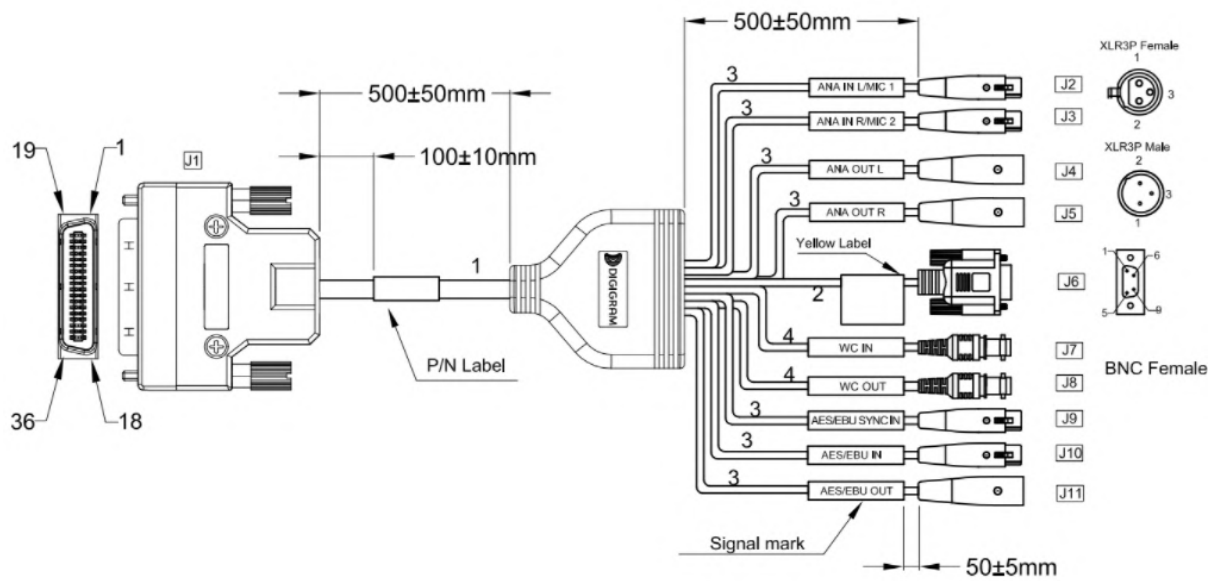 500±50mm
XLR3P Female
1
3
ANA IN L/MIC 1
J2
3
2
500±50mm
3
ANA IN R/MIC 2
J3
19
1
J1
100±10mm
XLR3P Male
2
3
ANA OUT L
J4
3
1
3
ANA OUT R
J5
Yellow Label
1
DIGIGRAM
2
J6
1
6
5
9
P/N Label
4
WC IN
J7
BNC Female
4
WC OUT
J8
36
18
3
AES/EBU SYNC IN
J9
3
AES/EBU IN
J10
3
AES/EBU OUT
J11
Signal mark
50±5mm